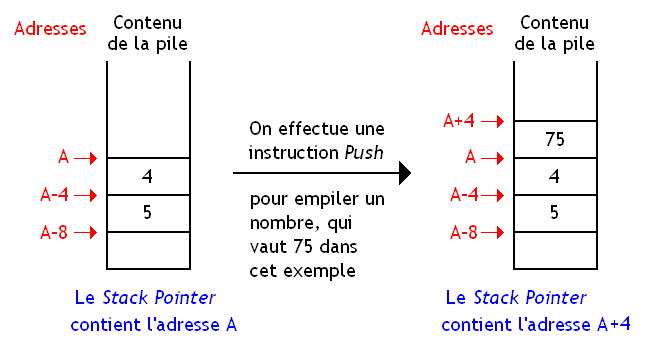 Adresses
Contenu
de la pile
A
4
A-4
5
A-8
Le Stack Pointer
contient l'adresse A
On effectue une
instruction Push
pour empiler un
nombre, qui
vaut 75 dans
cet exemple
Adresses
Contenu
de la pile
A+4
75
A
4
A-4
5
A-8
Le Stack Pointer
contient l'adresse A+4